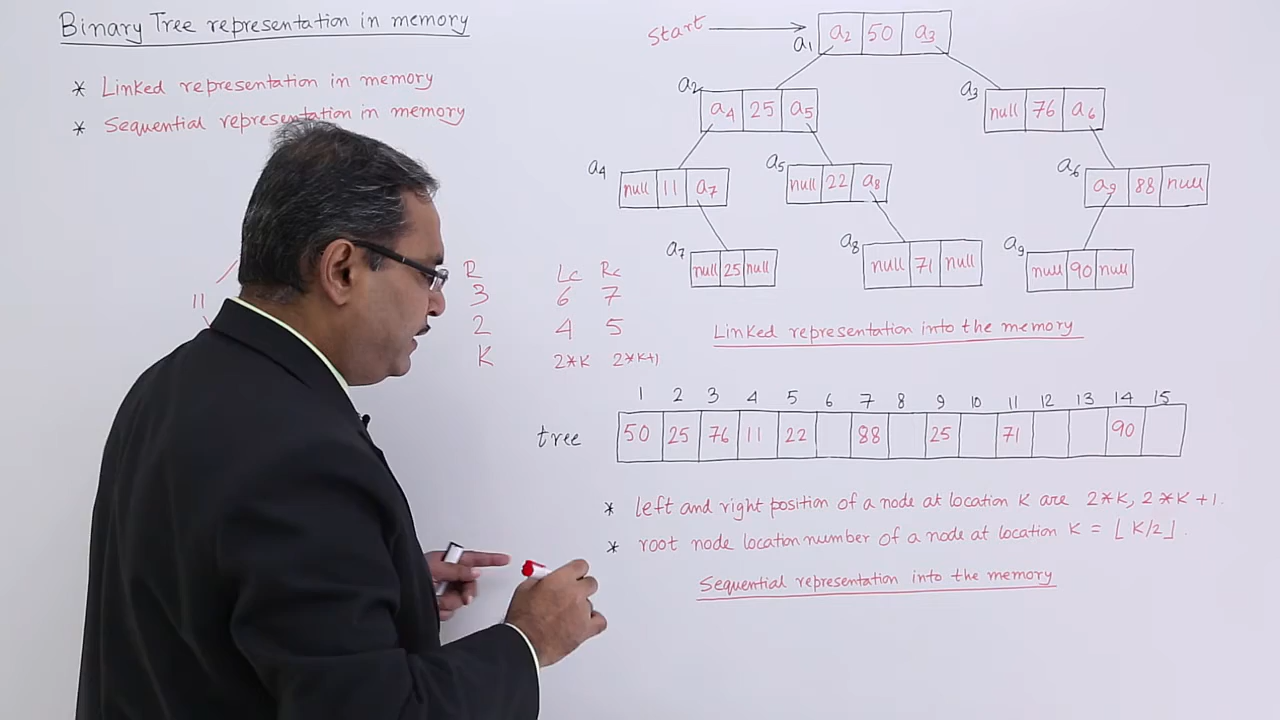 Binary Tree representation in memory
* Linked representation in memory
* Sequential representation in memory
start
a1 a2 50 a3
a2 a4 25 a5
a3 null 76 a6
a4 null 11 a7
a5 null 22 a8
a6 a9 88 null
a7 null 25 null
a8 null 71 null
a9 null 90 null
Linked representation into the memory
11
R Lc Rc
3 6 7
2 4 5
K 2*K 2*K+1
1 2 3 4 5 6 7 8 9 10 11 12 13 14 15
tree 50 25 76 11 22 88 25 71 90
* left and right position of a node at location K are 2*K, 2*K+1.
* root node location number of a node at location K = ⌊K/2⌋.
Sequential representation into the memory